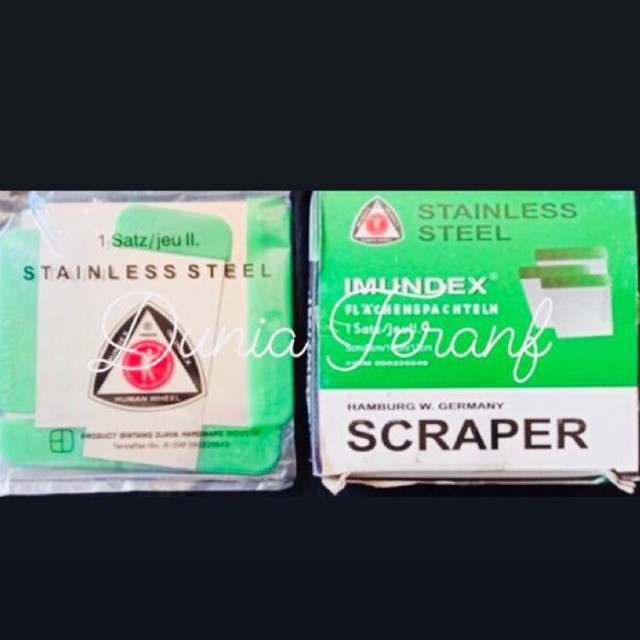 1 Satz/jeu II.
STAINLESS STEEL
HUMAN WHEEL
PRODUCT BINTANG DJAYA HARDWARE
Dunia Teranf
STAINLESS
STEEL
IMUNDEX®
FLÄCHENSPACHTELN
1 Satz/Jeu II.
HAMBURG W. GERMANY
SCRAPER